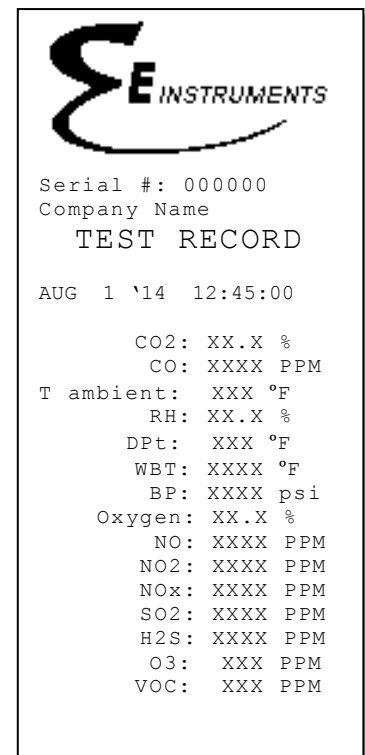 E INSTRUMENTS
Serial #: 000000
Company Name
TEST RECORD
AUG 1 ‘14 12:45:00
CO2: XX.X %
CO: XXXX PPM
T ambient: XXX °F
RH: XX.X %
DPt: XXX °F
WBT: XXXX °F
BP: XXXX psi
Oxygen: XX.X %
NO: XXXX PPM
NO2: XXXX PPM
NOx: XXXX PPM
SO2: XXXX PPM
H2S: XXXX PPM
O3: XXX PPM
VOC: XXX PPM